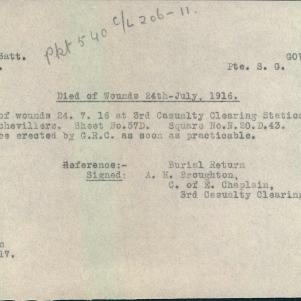 Pkt 540 C/L 206-11.
Batt. GOV
Pte. S. G.
Died of Wounds 24th-July, 1916.
of wounds 24. 7. 16 at 3rd Casualty Clearing Station
chevillers. Sheet No.57D. Square No.N.20.D.43.
be erected by G.R.C. as soon as practicable.
Reference:- Burial Return
Signed: A. H. Broughton,
C. of E. Chaplain,
3rd Casualty Clearing
17.